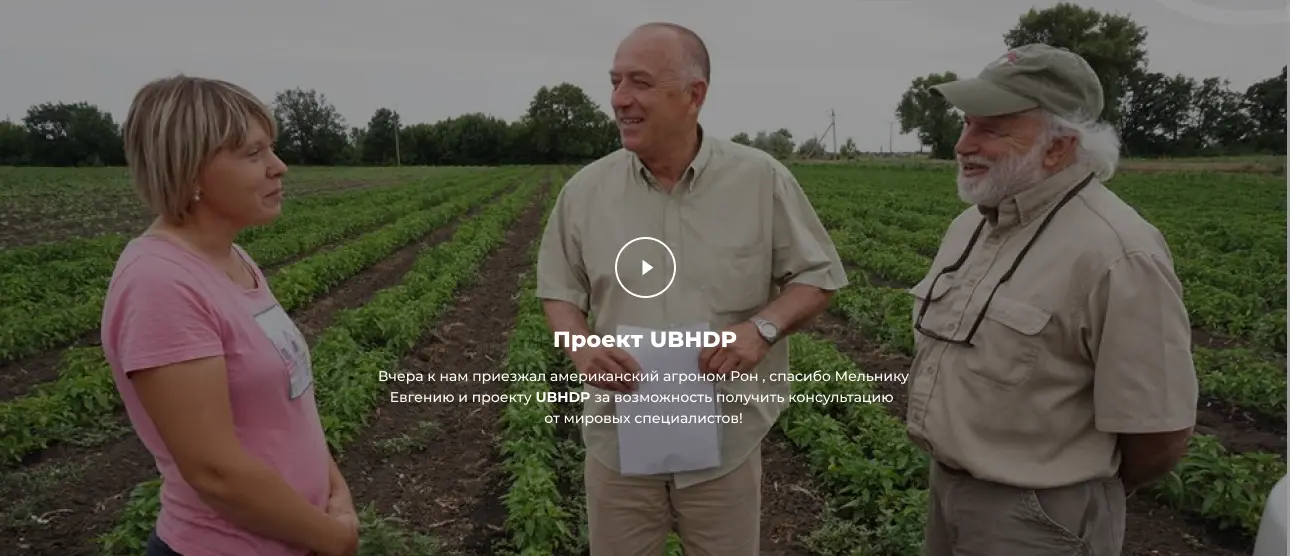 Проект UBHDP
Вчера к нам приезжал американский агроном Рон , спасибо Мельнику
Евгению и проекту UBHDP за возможность получить консультацию
от мировых специалистов!